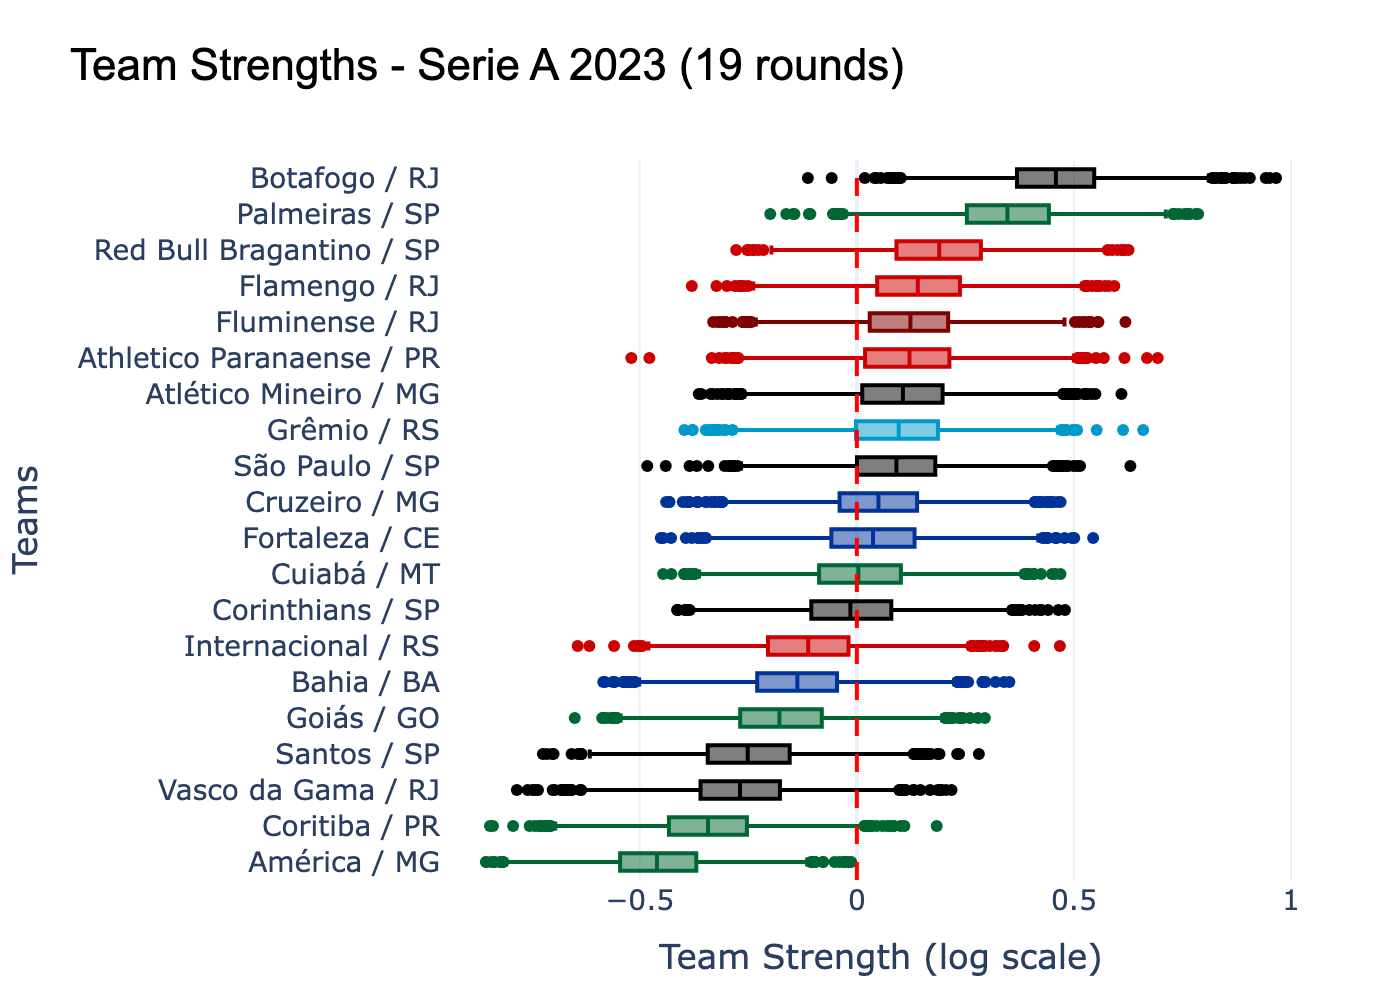 Team Strengths - Serie A 2023 (19 rounds)
Botafogo / RJ
Palmeiras / SP
Red Bull Bragantino / SP
Flamengo / RJ
Fluminense / RJ
Athletico Paranaense / PR
Atlético Mineiro / MG
Grêmio / RS
São Paulo / SP
Cruzeiro / MG
Fortaleza / CE
Cuiabá / MT
Corinthians / SP
Internacional / RS
Bahia / BA
Goiás / GO
Santos / SP
Vasco da Gama / RJ
Coritiba / PR
América / MG
Teams
−0.5 0 0.5 1
Team Strength (log scale)